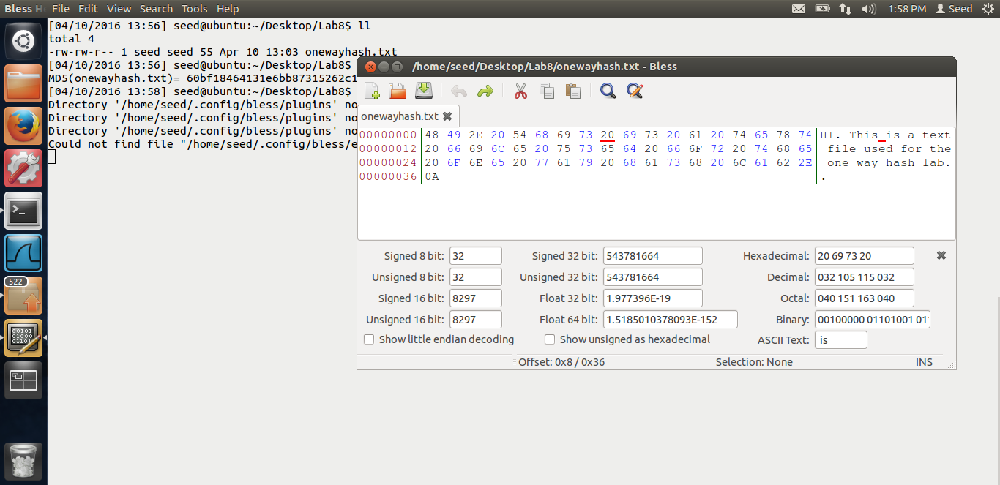 Bless H File Edit View Search Tools Help 1:58 PM Seed
[04/10/2016 13:56] seed@ubuntu:~/Desktop/Lab8$ ll
total 4
-rw-rw-r-- 1 seed seed 55 Apr 10 13:03 onewayhash.txt
[04/10/2016 13:56] seed@ubuntu:~/Desktop/Lab8$
MD5(onewayhash.txt)= 60bf18464131e6bb87315262c1
[04/10/2016 13:58] seed@ubuntu:~/Desktop/Lab8$
Directory '/home/seed/.config/bless/plugins' no
Directory '/home/seed/.config/bless/plugins' no
Directory '/home/seed/.config/bless/plugins' no
Could not find file "/home/seed/.config/bless/e
522
00101
01000
01101
/home/seed/Desktop/Lab8/onewayhash.txt - Bless
onewayhash.txt
00000000 48 49 2E 20 54 68 69 73 20 69 73 20 61 20 74 65 78 74 HI. This is a text
00000012 20 66 69 6C 65 20 75 73 65 64 20 66 6F 72 20 74 68 65 file used for the
00000024 20 6F 6E 65 20 77 61 79 20 68 61 73 68 20 6C 61 62 2E one way hash lab.
00000036 0A .
Signed 8 bit: 32 Signed 32 bit: 543781664 Hexadecimal: 20 69 73 20
Unsigned 8 bit: 32 Unsigned 32 bit: 543781664 Decimal: 032 105 115 032
Signed 16 bit: 8297 Float 32 bit: 1.977396E-19 Octal: 040 151 163 040
Unsigned 16 bit: 8297 Float 64 bit: 1.5185010378093E-152 Binary: 00100000 01101001 01
Show little endian decoding Show unsigned as hexadecimal ASCII Text: is
Offset: 0x8 / 0x36 Selection: None INS